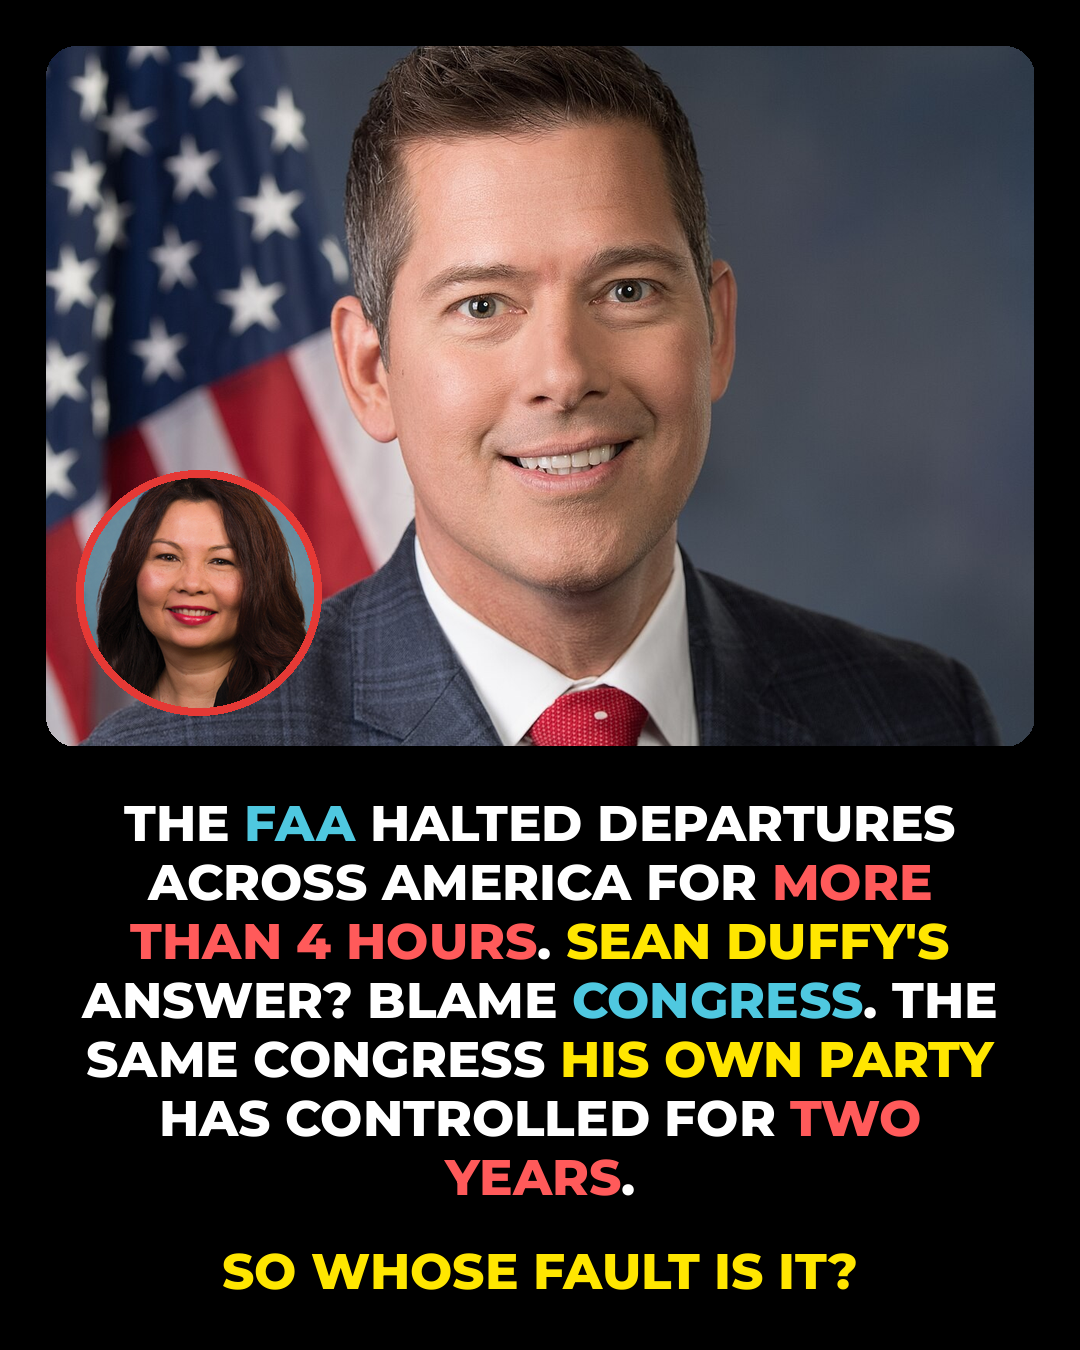 THE FAA HALTED DEPARTURES
ACROSS AMERICA FOR MORE
THAN 4 HOURS. SEAN DUFFY'S
ANSWER? BLAME CONGRESS. THE
SAME CONGRESS HIS OWN PARTY
HAS CONTROLLED FOR TWO
YEARS.
SO WHOSE FAULT IS IT?